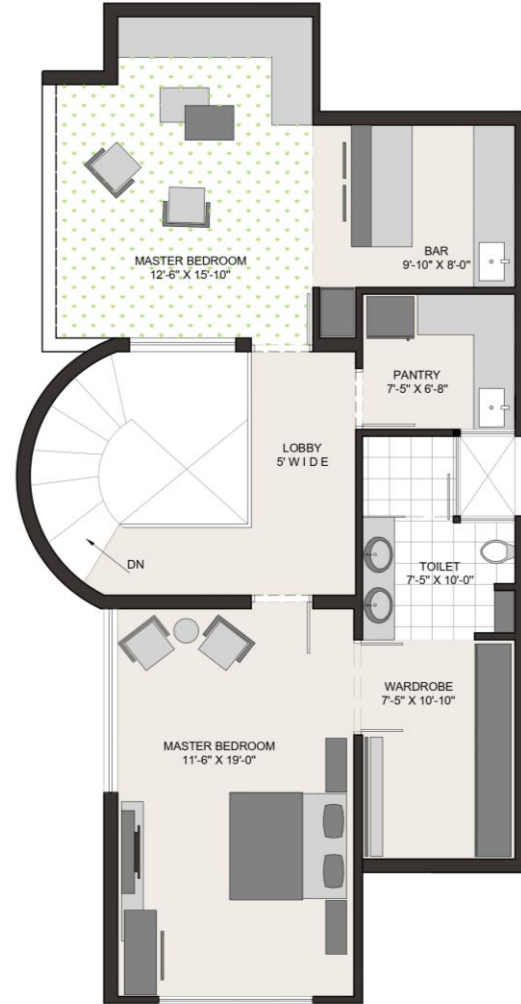 MASTER BEDROOM
12'-6" X 15'-10"
BAR
9'-10" X 8'-0"
PANTRY
7'-5" X 6'-8"
LOBBY
5' W I D E
DN
TOILET
7'-5" X 10'-0"
WARDROBE
7'-5" X 10'-10"
MASTER BEDROOM
11'-6" X 19'-0"